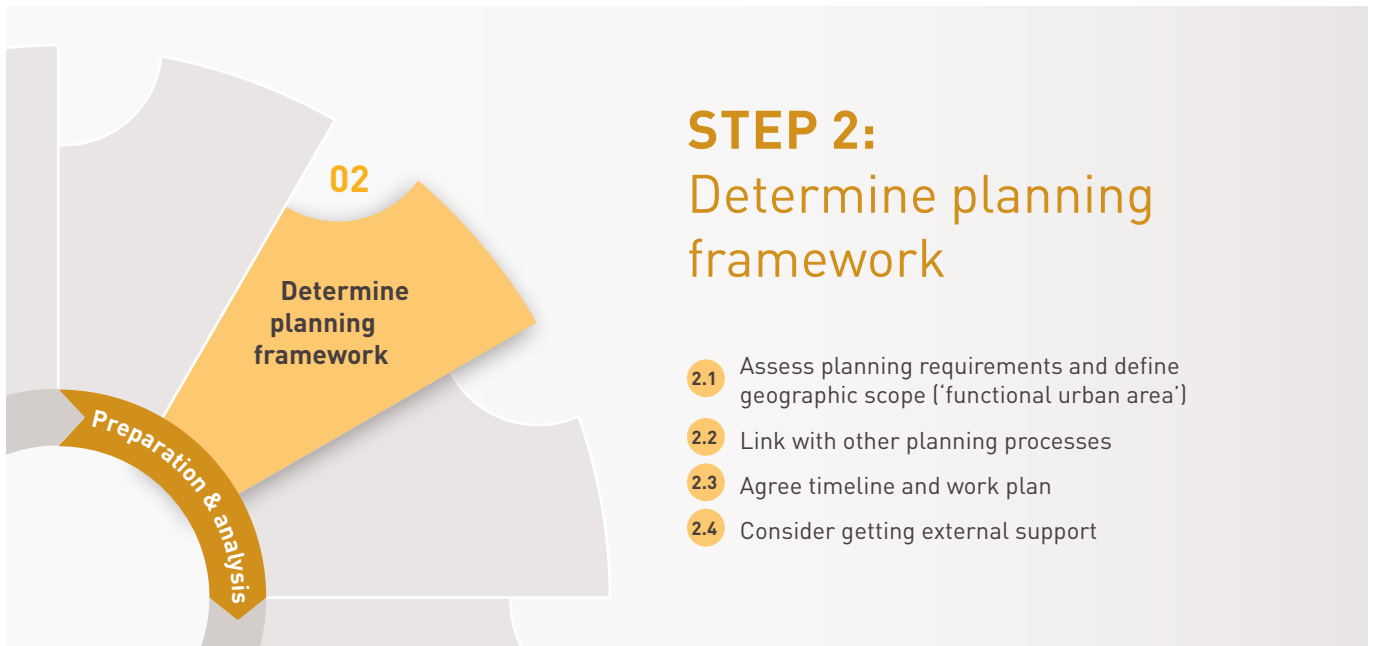 02
Determine
planning
framework
Preparation & analysis
STEP 2:
Determine planning
framework
2.1 Assess planning requirements and define
geographic scope (‘functional urban area’)
2.2 Link with other planning processes
2.3 Agree timeline and work plan
2.4 Consider getting external support